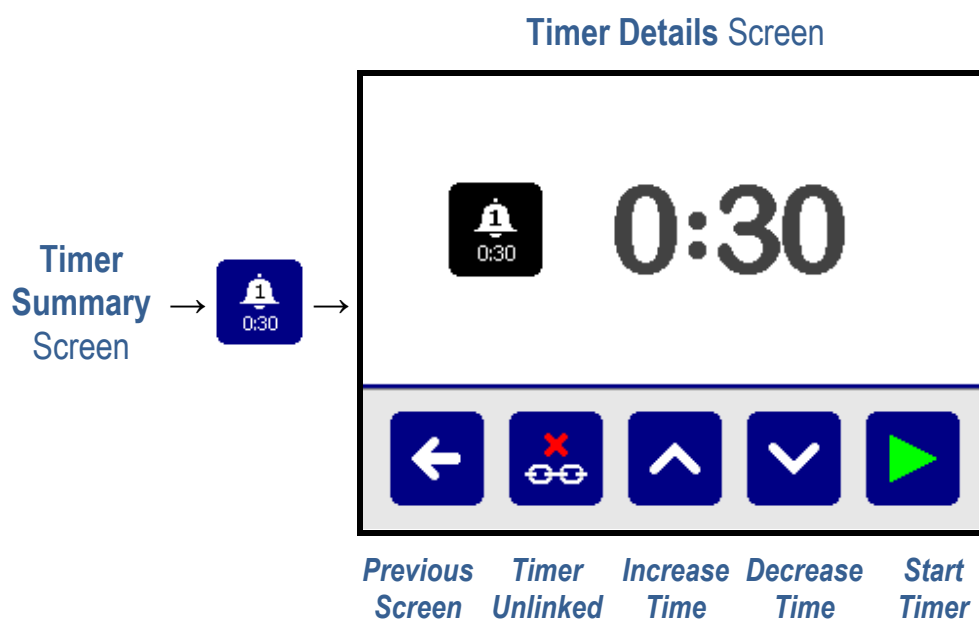 Timer Details Screen
1
0:30
0:30
Timer
Summary
Screen
→
1
0:30
→
Previous
Screen
Timer
Unlinked
Increase
Time
Decrease
Time
Start
Timer